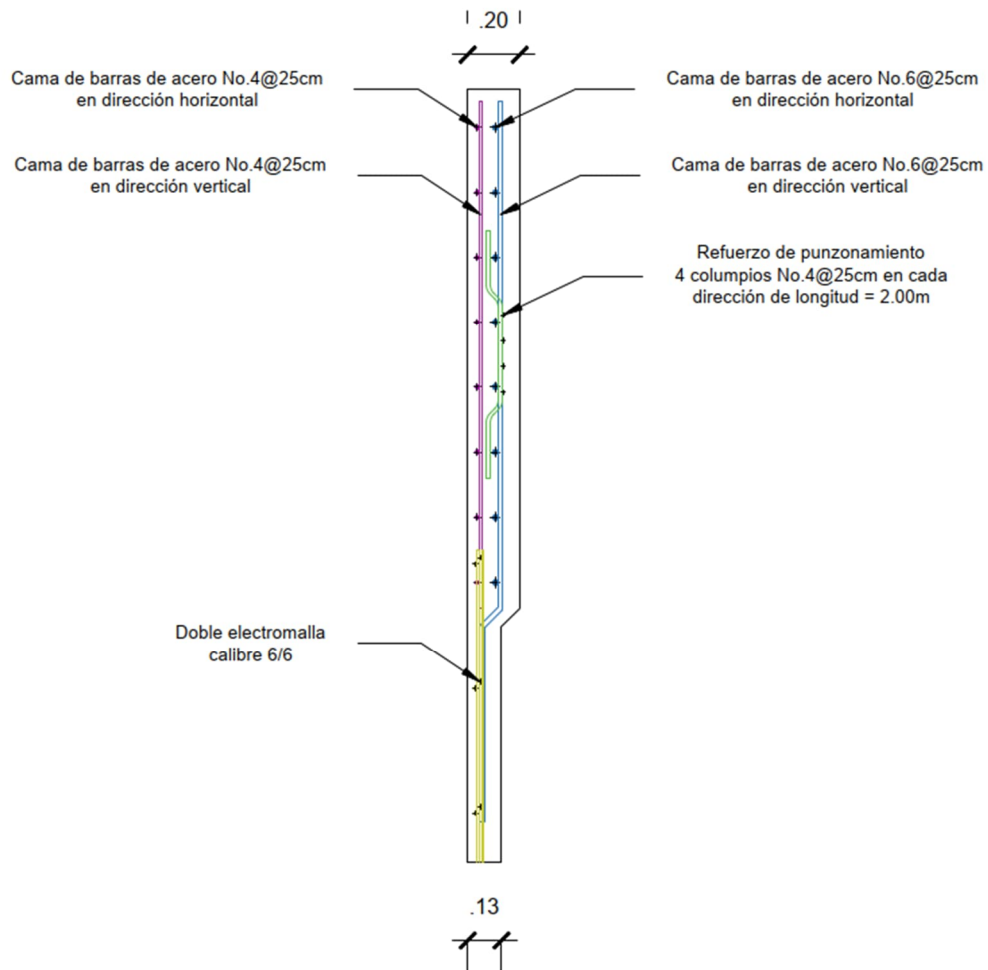 .20
Cama de barras de acero No.4@25cm
en dirección horizontal
Cama de barras de acero No.6@25cm
en dirección horizontal
Cama de barras de acero No.4@25cm
en dirección vertical
Cama de barras de acero No.6@25cm
en dirección vertical
Refuerzo de punzonamiento
4 columpios No.4@25cm en cada
dirección de longitud = 2.00m
Doble electromalla
calibre 6/6
.13